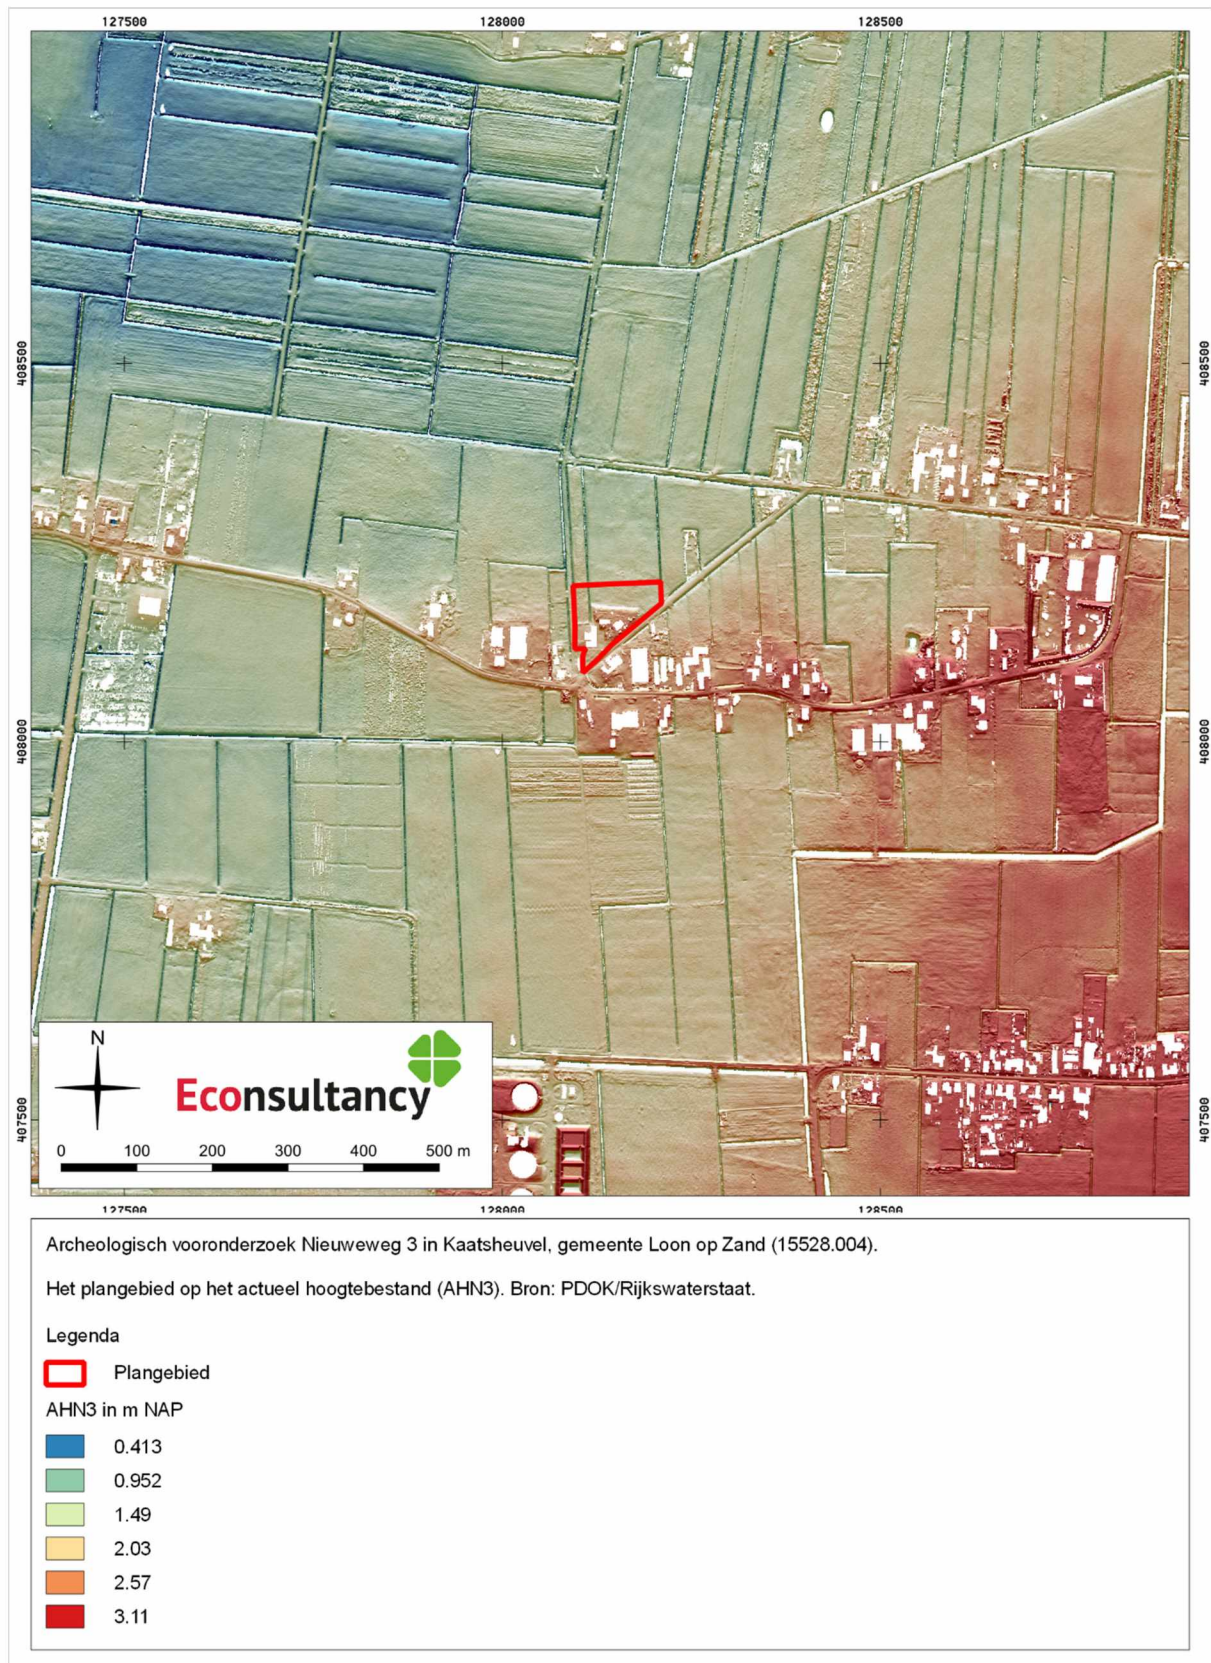 127500 128000 128500
408500 408500
408000 408000
N
Econsultancy
407500 407500
0 100 200 300 400 500 m
127500 128000 128500
Archeologisch vooronderzoek Nieuweweg 3 in Kaatsheuvel, gemeente Loon op Zand (15528.004).
Het plangebied op het actueel hoogtebestand (AHN3). Bron: PDOK/Rijkswaterstaat.
Legenda
Plangebied
AHN3 in m NAP
0.413
0.952
1.49
2.03
2.57
3.11